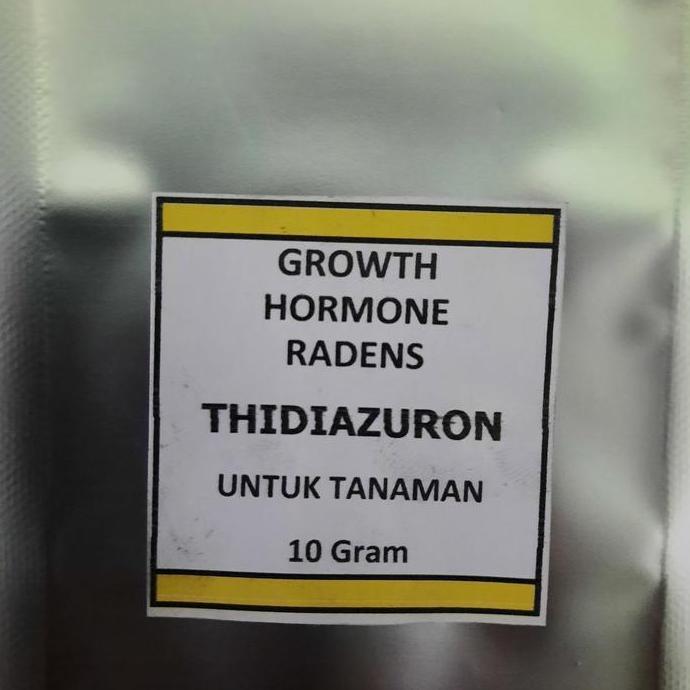 GROWTH
HORMONE
RADENS
THIDIAZURON
UNTUK TANAMAN
10 Gram